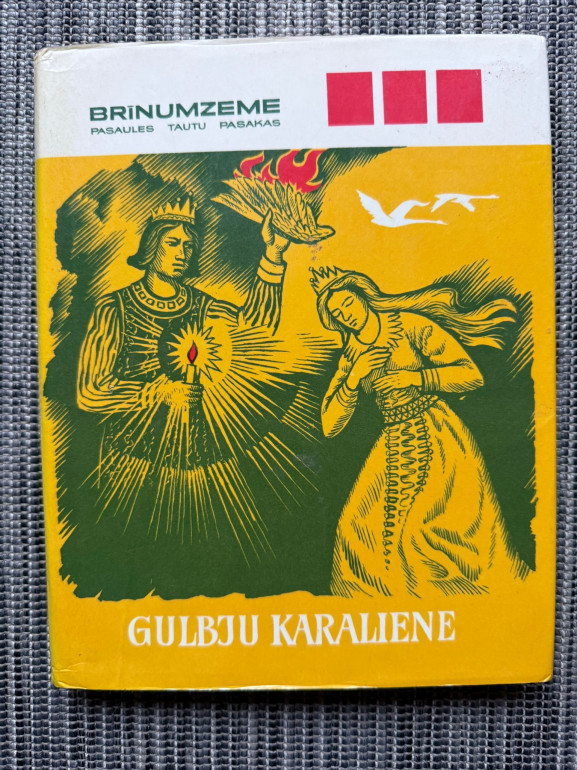 BRĪNUMZEME
PASAULES TAUTU PASAKAS
GULBJU KARALIENE